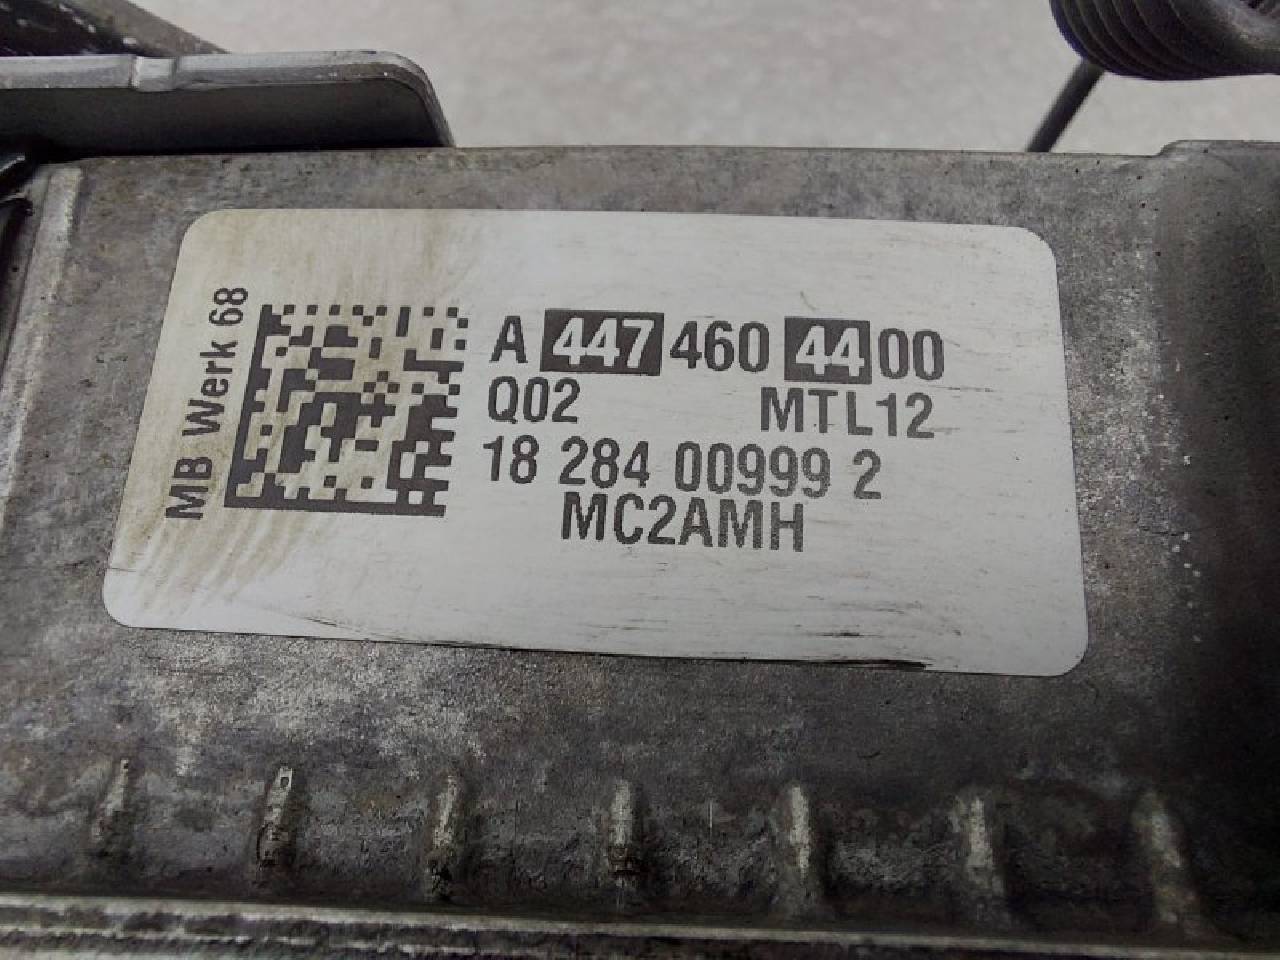 MB Werk 68
A 447 460 44 00
Q02 MTL12
18 284 00999 2
MC2AMH